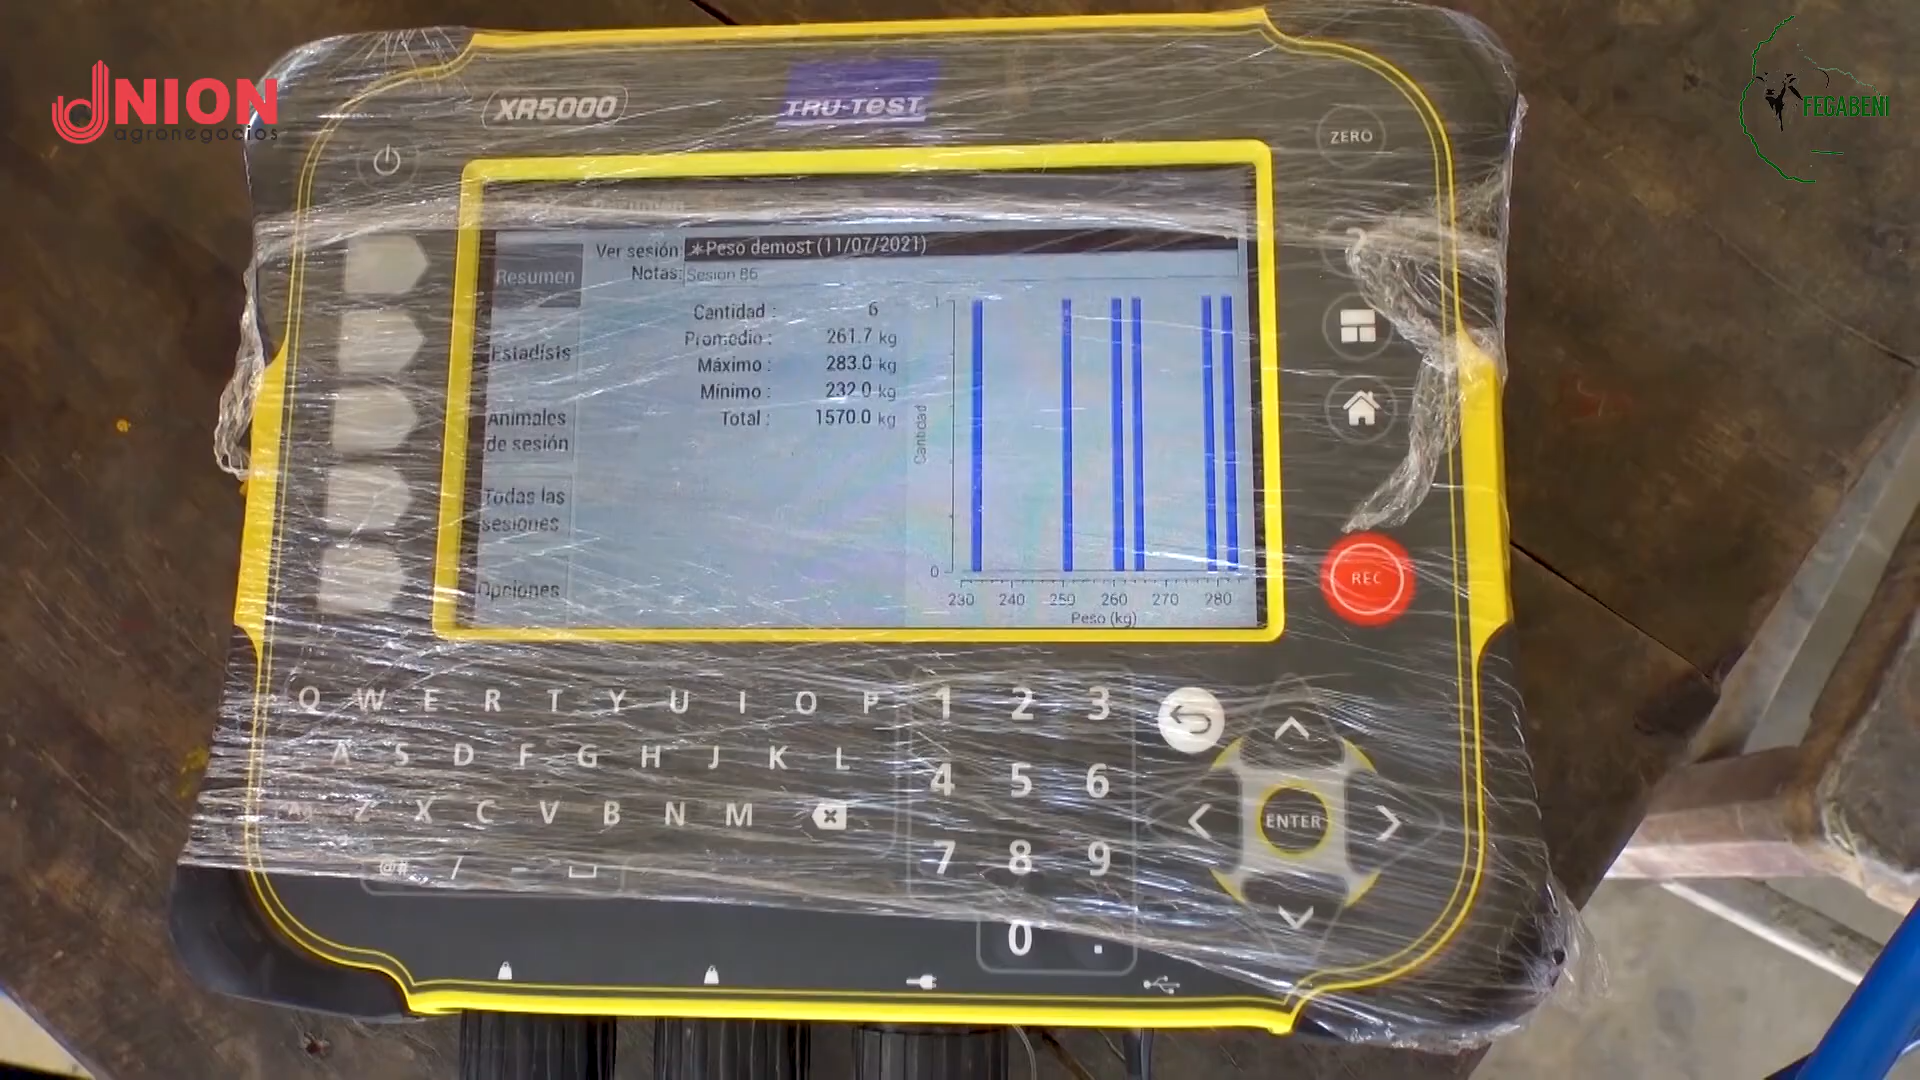 UNION
agronegocios
FEGABENI
XR5000
TRU-TEST
ZERO
?
Resumen
Ver sesión: *Peso demost (11/07/2021)
Notas: Sesión 86
Cantidad : 6
Promedio : 261.7 kg
Máximo : 283.0 kg
Mínimo : 232.0 kg
Total : 1570.0 kg
Estadísts
Animales
de sesión
Todas las
sesiones
Opciones
Cantidad
1
0
230 240 250 260 270 280
Peso (kg)
REC
Q W E R T Y U I O P
A S D F G H J K L
Z X C V B N M
@# / -
1 2 3
4 5 6
7 8 9
0 .
ENTER